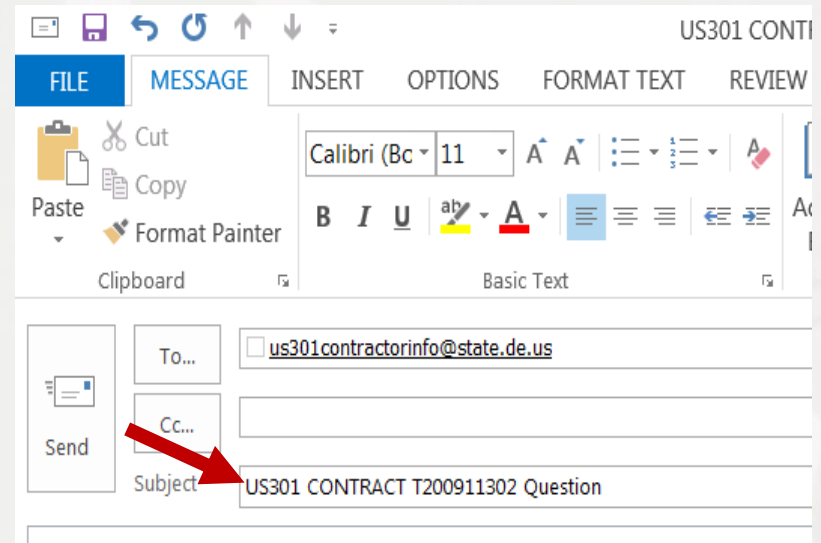 US301 CONTR
FILE MESSAGE INSERT OPTIONS FORMAT TEXT REVIEW
Cut
Copy
Paste
Format Painter
Calibri (Bc 11 A A
B I U ab A
Clipboard
Basic Text
To...
us301contractorinfo@state.de.us
Cc...
Send
Subject
US301 CONTRACT T200911302 Question